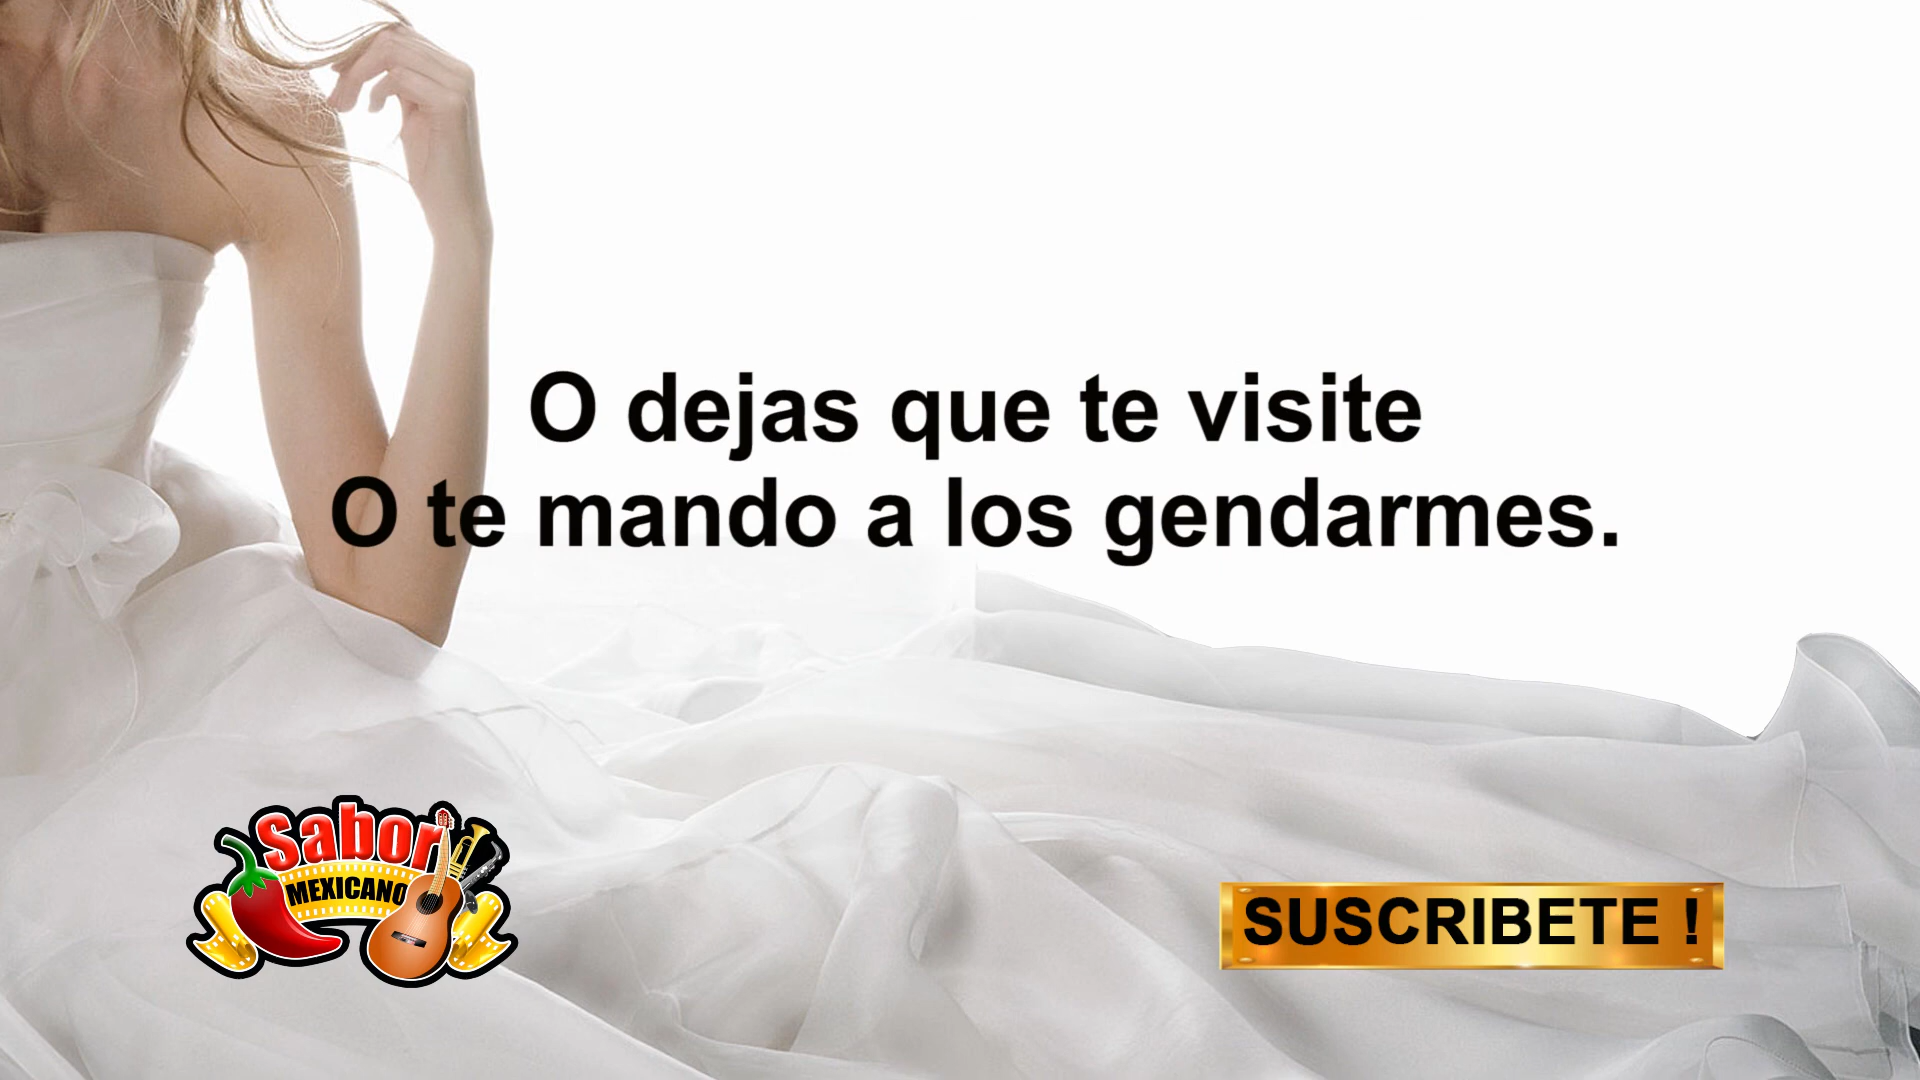 O dejas que te visite
O te mando a los gendarmes.
Sabor
MEXICANO
SUSCRIBETE !